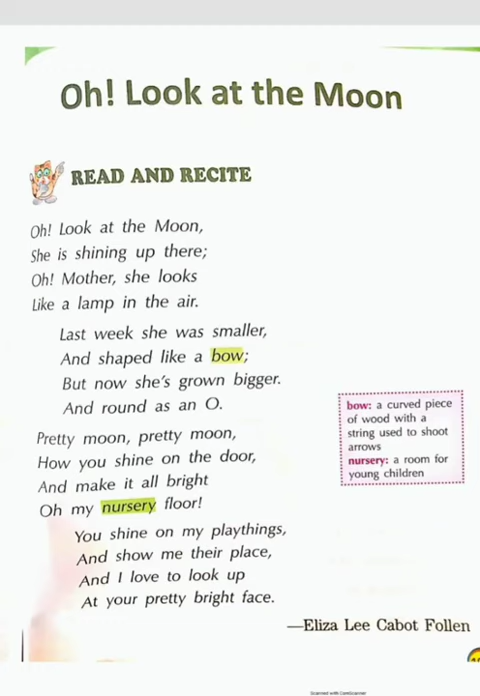 Oh! Look at the Moon
READ AND RECITE
Oh! Look at the Moon,
She is shining up there;
Oh! Mother, she looks
Like a lamp in the air.
Last week she was smaller,
And shaped like a bow;
But now she's grown bigger.
And round as an O.
Pretty moon, pretty moon,
How you shine on the door,
And make it all bright
Oh my nursery floor!
You shine on my playthings,
And show me their place,
And I love to look up
At your pretty bright face.
—Eliza Lee Cabot Follen
bow: a curved piece
of wood with a
string used to shoot
arrows
nursery: a room for
young children
Scanned with CamScanner